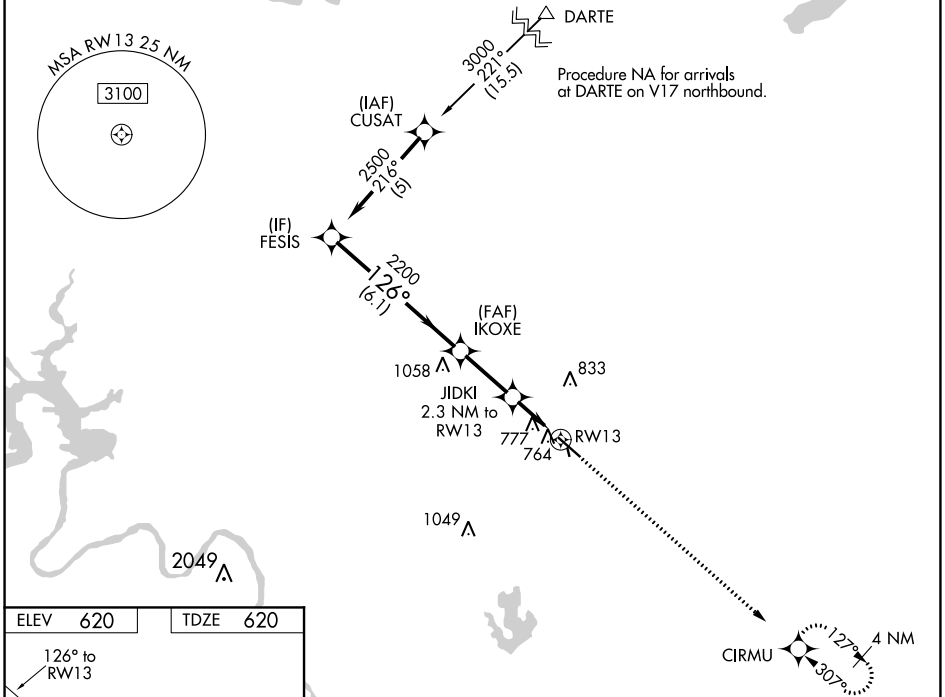 DARTE
MSA RW13 25 NM
3100
3000
221°
(15.5)
Procedure NA for arrivals
at DARTE on V17 northbound.
(IAF)
CUSAT
2500
216°
(5)
(IF)
FESIS
2200
126°
(6.1)
(FAF)
IKOXE
1058
833
JIDKI
2.3 NM to
RW13
777
764
RW13
1049
2049
ELEV 620
TDZE 620
126° to
RW13
CIRMU
127°
4 NM
307°